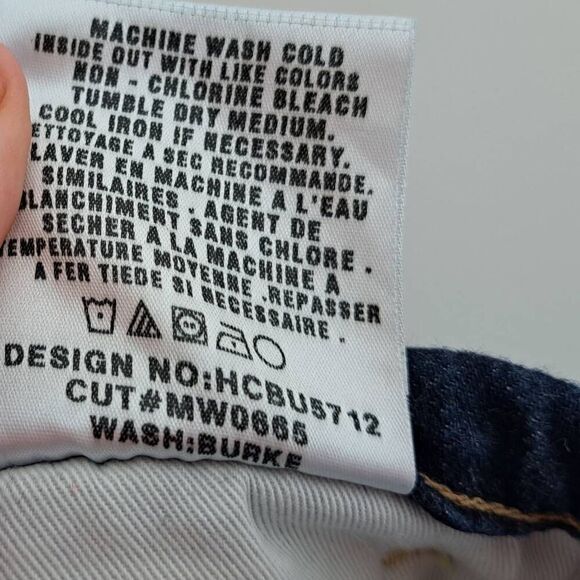 MACHINE WASH COLD
INSIDE OUT WITH LIKE COLORS
NON - CHLORINE BLEACH
TUMBLE DRY MEDIUM.
COOL IRON IF NECESSARY.
ETTOYAGE A SEC RECOMMANDE.
LAVER EN MACHINE A L'EAU
SIMILAIRES . AGENT DE
BLANCHIMENT SANS CHLORE .
SECHER A LA MACHINE A
TEMPERATURE MOYENNE .REPASSER
A FER TIEDE SI NECESSAIRE .
DESIGN NO:HCBU5712
CUT#MW0665
WASH:BURKE